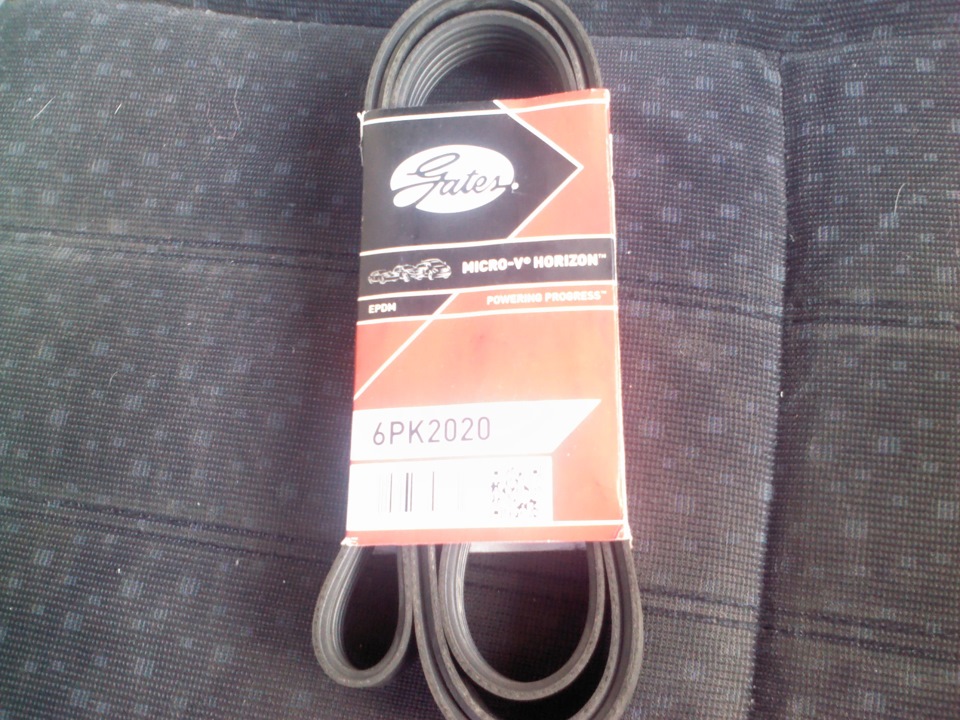 Gates.
MICRO-V® HORIZON™
EPDM
POWERING PROGRESS™
6PK2020